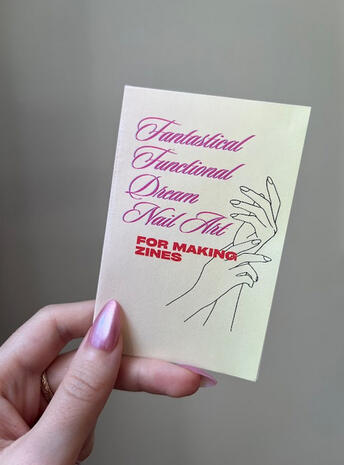 Fantastical
Functional
Dream
Nail Art
FOR MAKING
ZINES